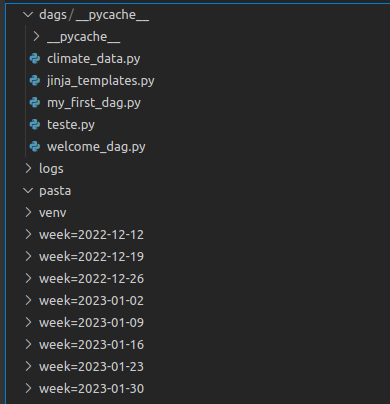 dags/__pycache__
__pycache__
climate_data.py
jinja_templates.py
my_first_dag.py
teste.py
welcome_dag.py
logs
pasta
venv
week=2022-12-12
week=2022-12-19
week=2022-12-26
week=2023-01-02
week=2023-01-09
week=2023-01-16
week=2023-01-23
week=2023-01-30